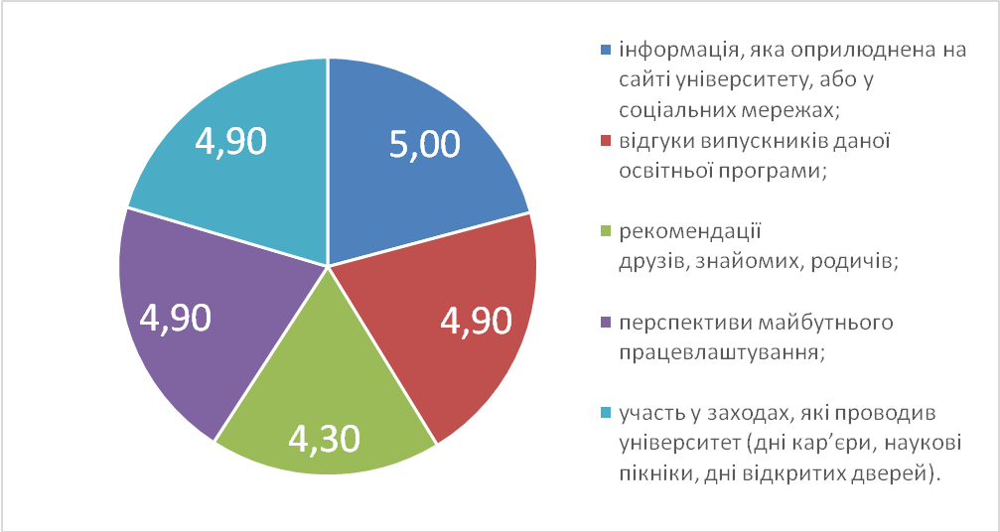 4,90
5,00
4,90
4,90
4,30
інформація, яка оприлюднена на
сайті університету, або у
соціальних мережах;
відгуки випускників даної
освітньої програми;
рекомендації
друзів, знайомих, родичів;
перспективи майбутнього
працевлаштування;
участь у заходах, які проводив
університет (дні кар’єри, наукові
пікніки, дні відкритих дверей).